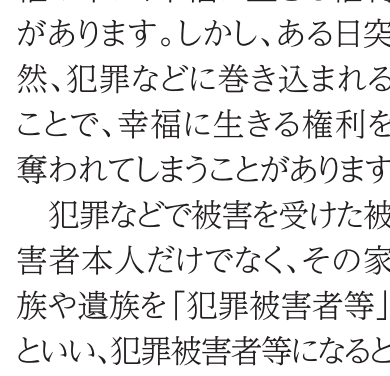 があります。しかし、ある日突
然、犯罪などに巻き込まれる
ことで、幸福に生きる権利を
奪われてしまうことがあります
犯罪などで被害を受けた被
害者本人だけでなく、その家
族や遺族を「犯罪被害者等」
といい、犯罪被害者等になると